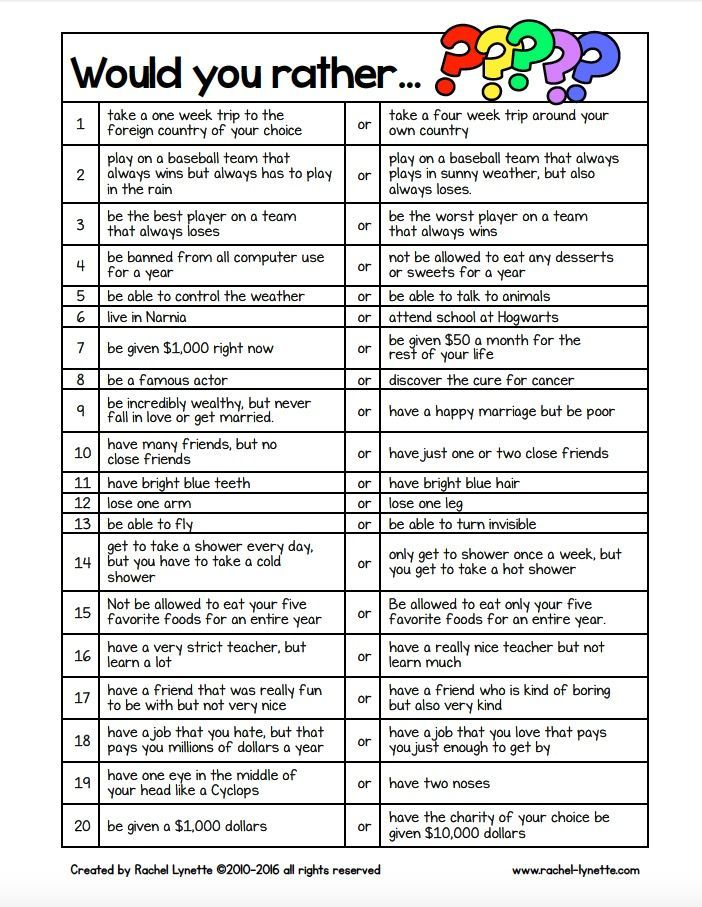 Would you rather...
? ? ? ? ?
1 take a one week trip to the
foreign country of your choice
or
take a four week trip around your
own country
2 play on a baseball team that
always wins but always has to play
in the rain
or
play on a baseball team that always
plays in sunny weather, but also
always loses.
3 be the best player on a team
that always loses
or
be the worst player on a team
that always wins
4 be banned from all computer use
for a year
or
not be allowed to eat any desserts
or sweets for a year
5 be able to control the weather or be able to talk to animals
6 live in Narnia or attend school at Hogwarts
7 be given $1,000 right now or
be given $50 a month for the
rest of your life
8 be a famous actor or discover the cure for cancer
9 be incredibly wealthy, but never
fall in love or get married.
or
have a happy marriage but be poor
10 have many friends, but no
close friends
or
have just one or two close friends
11 have bright blue teeth or have bright blue hair
12 lose one arm or lose one leg
13 be able to fly or be able to turn invisible
14 get to take a shower every day,
but you have to take a cold
shower
or
only get to shower once a week, but
you get to take a hot shower
15 Not be allowed to eat your five
favorite foods for an entire year
or
Be allowed to eat only your five
favorite foods for an entire year.
16 have a very strict teacher, but
learn a lot
or
have a really nice teacher but not
learn much
17 have a friend that was really fun
to be with but not very nice
or
have a friend who is kind of boring
but also very kind
18 have a job that you hate, but that
pays you millions of dollars a year
or
have a job that you love that pays
you just enough to get by
19 have one eye in the middle of
your head like a Cyclops
or
have two noses
20 be given a $1,000 dollars or
have the charity of your choice be
given $10,000 dollars
Created by Rachel Lynette ©2010-2016 all rights reserved
www.rachel-lynette.com